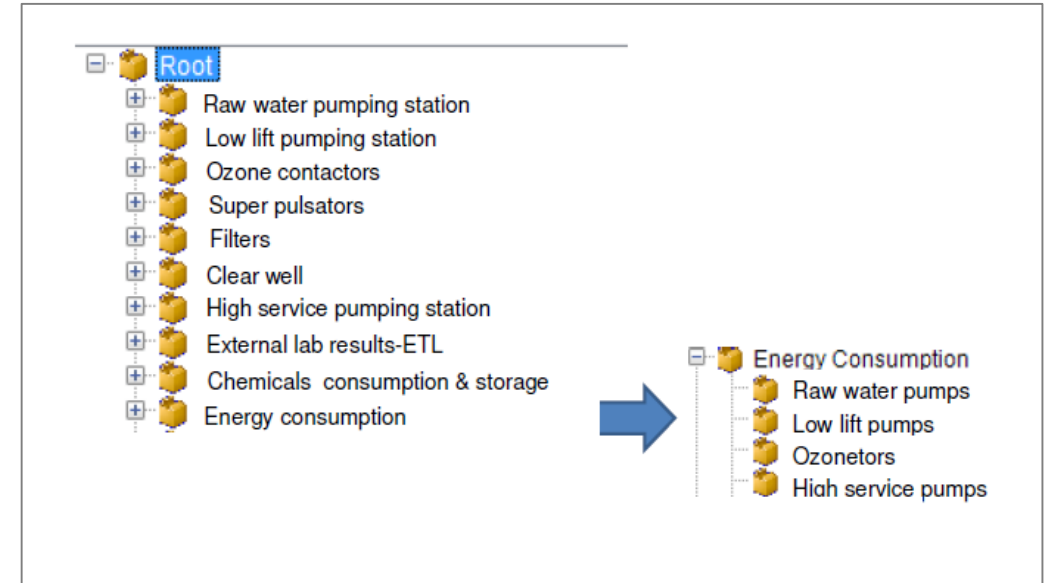 Root
Raw water pumping station
Low lift pumping station
Ozone contactors
Super pulsators
Filters
Clear well
High service pumping station
External lab results-ETL
Chemicals consumption & storage
Energy consumption
Energy Consumption
Raw water pumps
Low lift pumps
Ozonetors
High service pumps